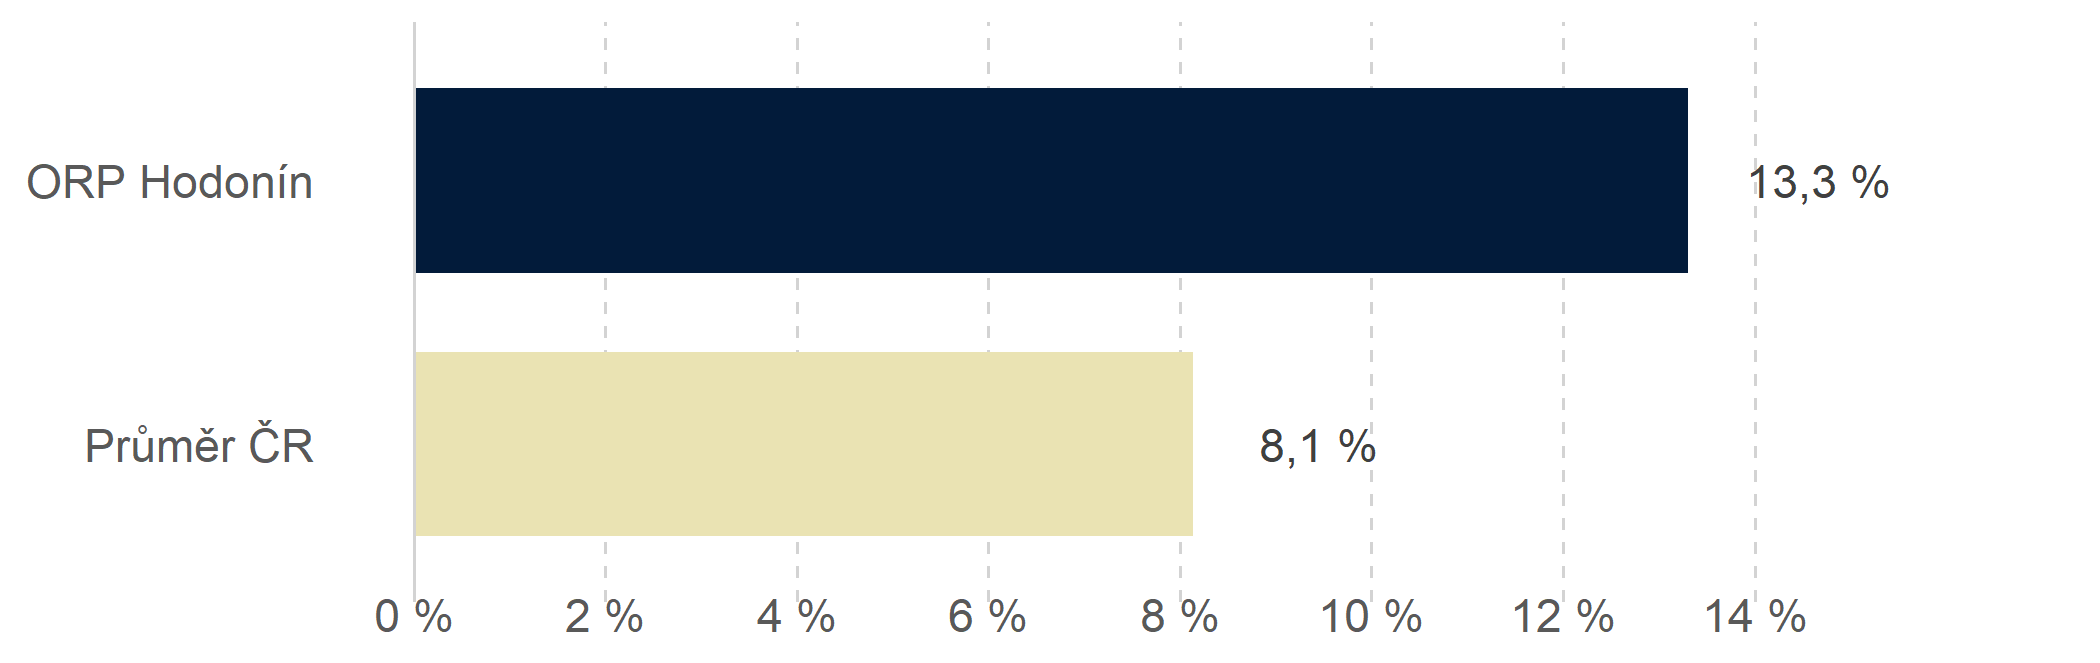 ORP Hodonín
13,3 %
Průměr ČR
8,1 %
0 % 2 % 4 % 6 % 8 % 10 % 12 % 14 %